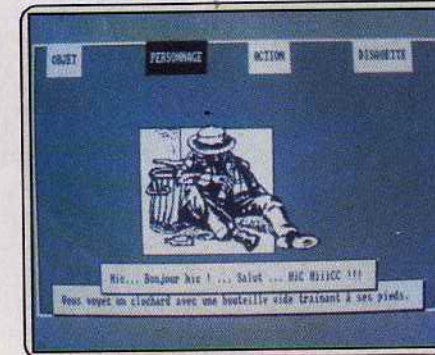 OBJET PERSONNAGE ACTION DISQUETTE
Hic... Bonjour hic ! ... Salut ... HiC HiiiCC !!!
Vous voyez un clochard avec une bouteille vide trainant à ses pieds.